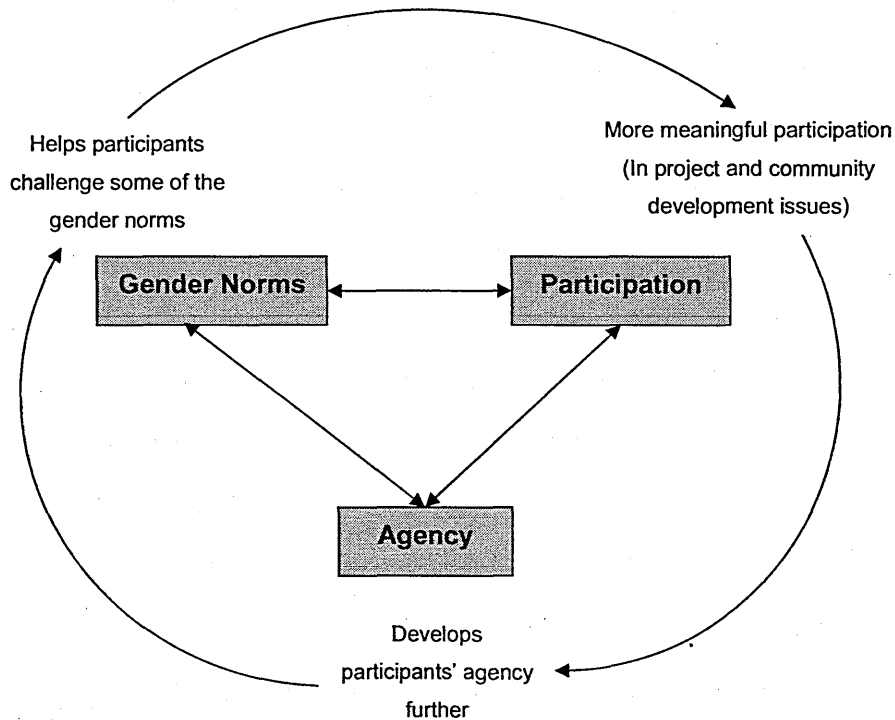 Helps participants
challenge some of the
gender norms
More meaningful participation
(In project and community
development issues)
Gender Norms
Participation
Agency
Develops
participants' agency
further